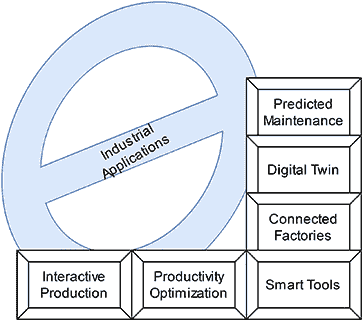 Industrial
Applications
Predicted
Maintenance
Digital Twin
Connected
Factories
Interactive
Production
Productivity
Optimization
Smart Tools